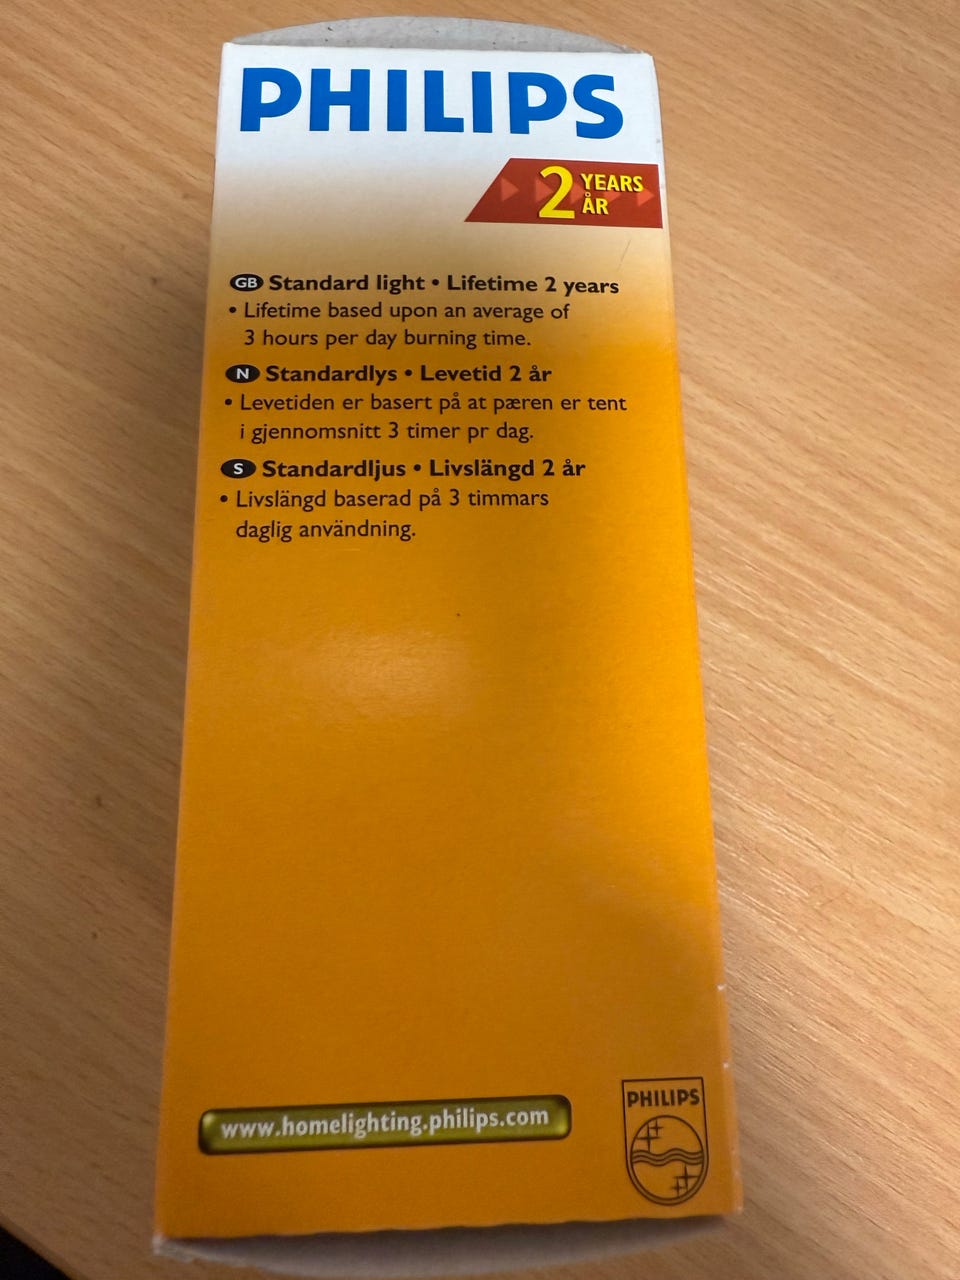 PHILIPS
2 YEARS
ÅR
GB Standard light • Lifetime 2 years
• Lifetime based upon an average of
3 hours per day burning time.
N Standardlys • Levetid 2 år
• Levetiden er basert på at pæren er tent
i gjennomsnitt 3 timer pr dag.
S Standardljus • Livslängd 2 år
• Livslängd baserad på 3 timmars
daglig användning.
www.homelighting.philips.com
PHILIPS